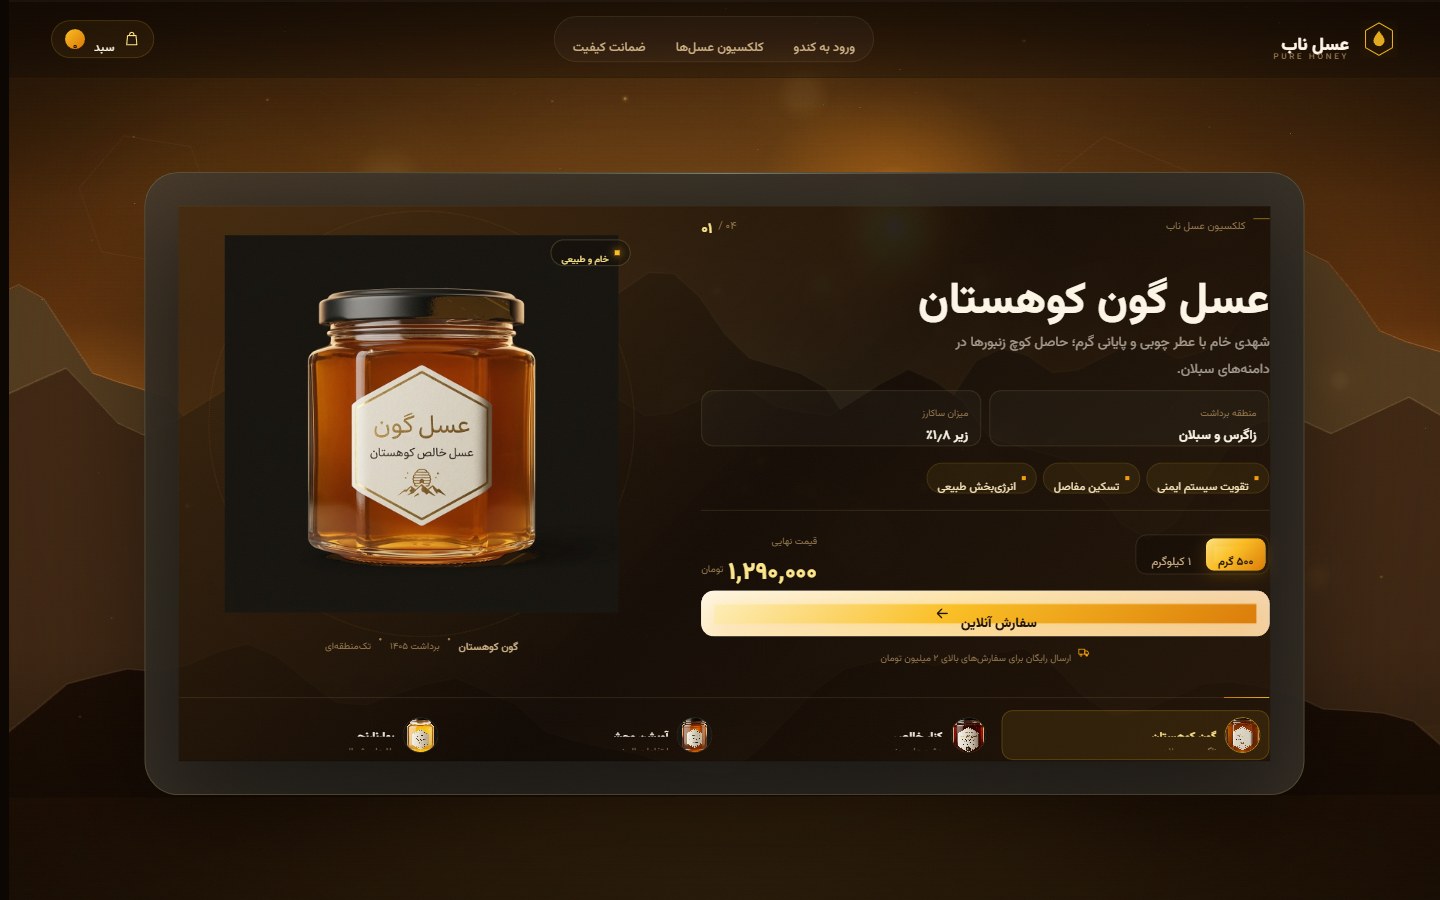 عسل ناب
PURE HONEY
ورود به کندو
کلکسیون عسل‌ها
ضمانت کیفیت
سبد
کلکسیون عسل ناب
۰۱ / ۰۴
عسل گون کوهستان
شهدی خام با عطر چوبی و پایانی گرم؛ حاصل کوچ زنبورها در
دامنه‌های سبلان.
منطقه برداشت
زاگرس و سبلان
میزان ساکارز
زیر ۱٫۸٪
تقویت سیستم ایمنی
تسکین مفاصل
انرژی‌بخش طبیعی
۵۰۰ گرم
۱ کیلوگرم
قیمت نهایی
۱,۲۹۰,۰۰۰ تومان
سفارش آنلاین
ارسال رایگان برای سفارش‌های بالای ۲ میلیون تومان
خام و طبیعی
عسل گون
عسل خالص کوهستان
گون کوهستان
برداشت ۱۴۰۵
تک‌منطقه‌ای
گون کوهستان
کنار خالص